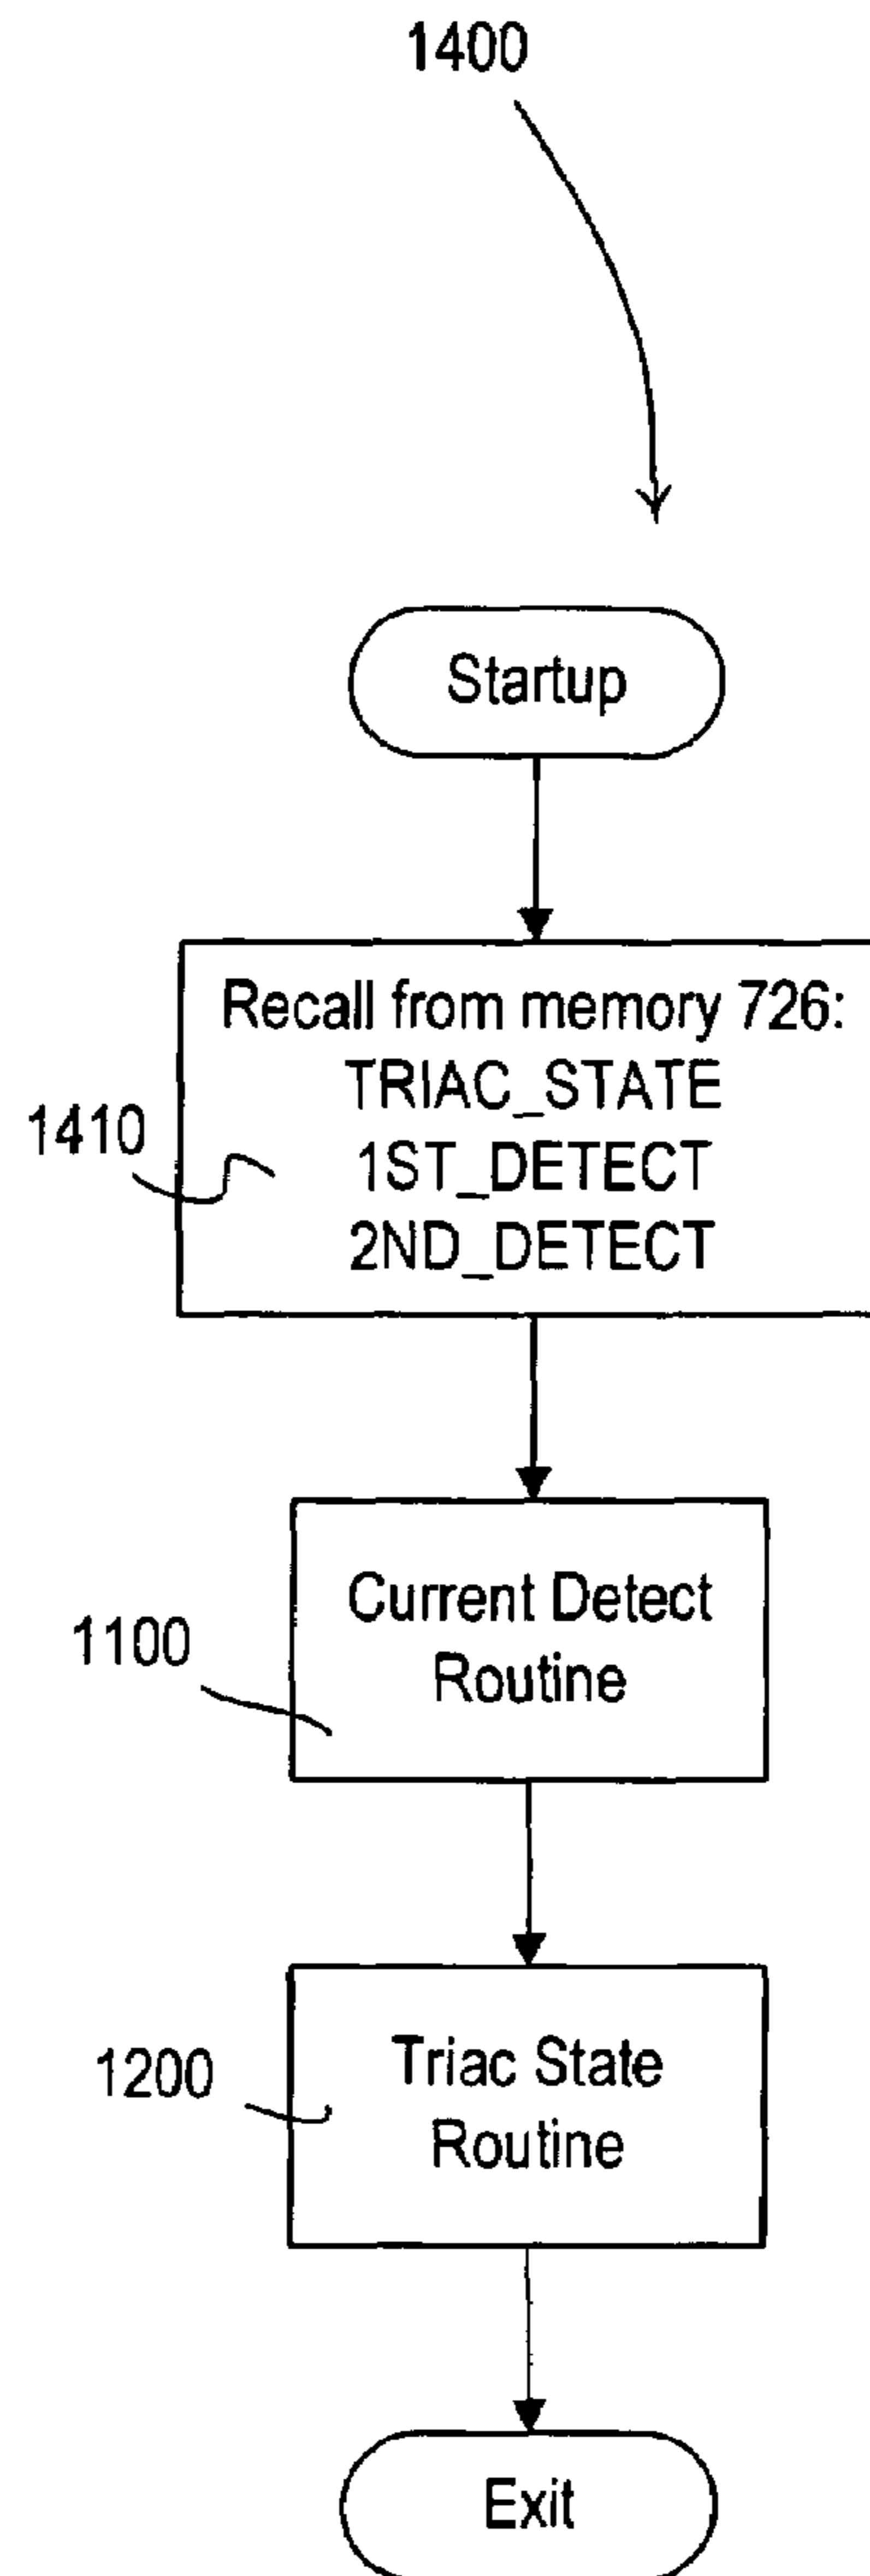 1400
Startup
Recall from memory 726:
TRIAC_STATE
1410
1ST_DETECT
2ND_DETECT
Current Detect
1100
Routine
Triac State
1200
Routine
Exit